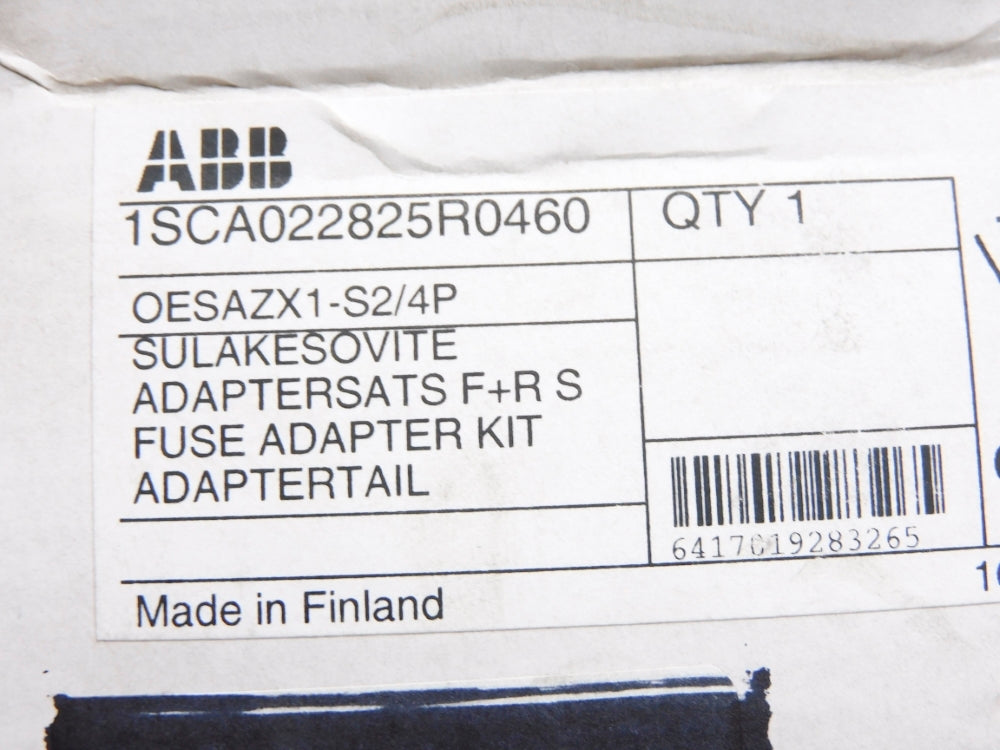 ABB
1SCA022825R0460
QTY 1
OESAZX1-S2/4P
SULAKESOVITE
ADAPTERSATS F+R S
FUSE ADAPTER KIT
ADAPTERTAIL
6417019283265
Made in Finland